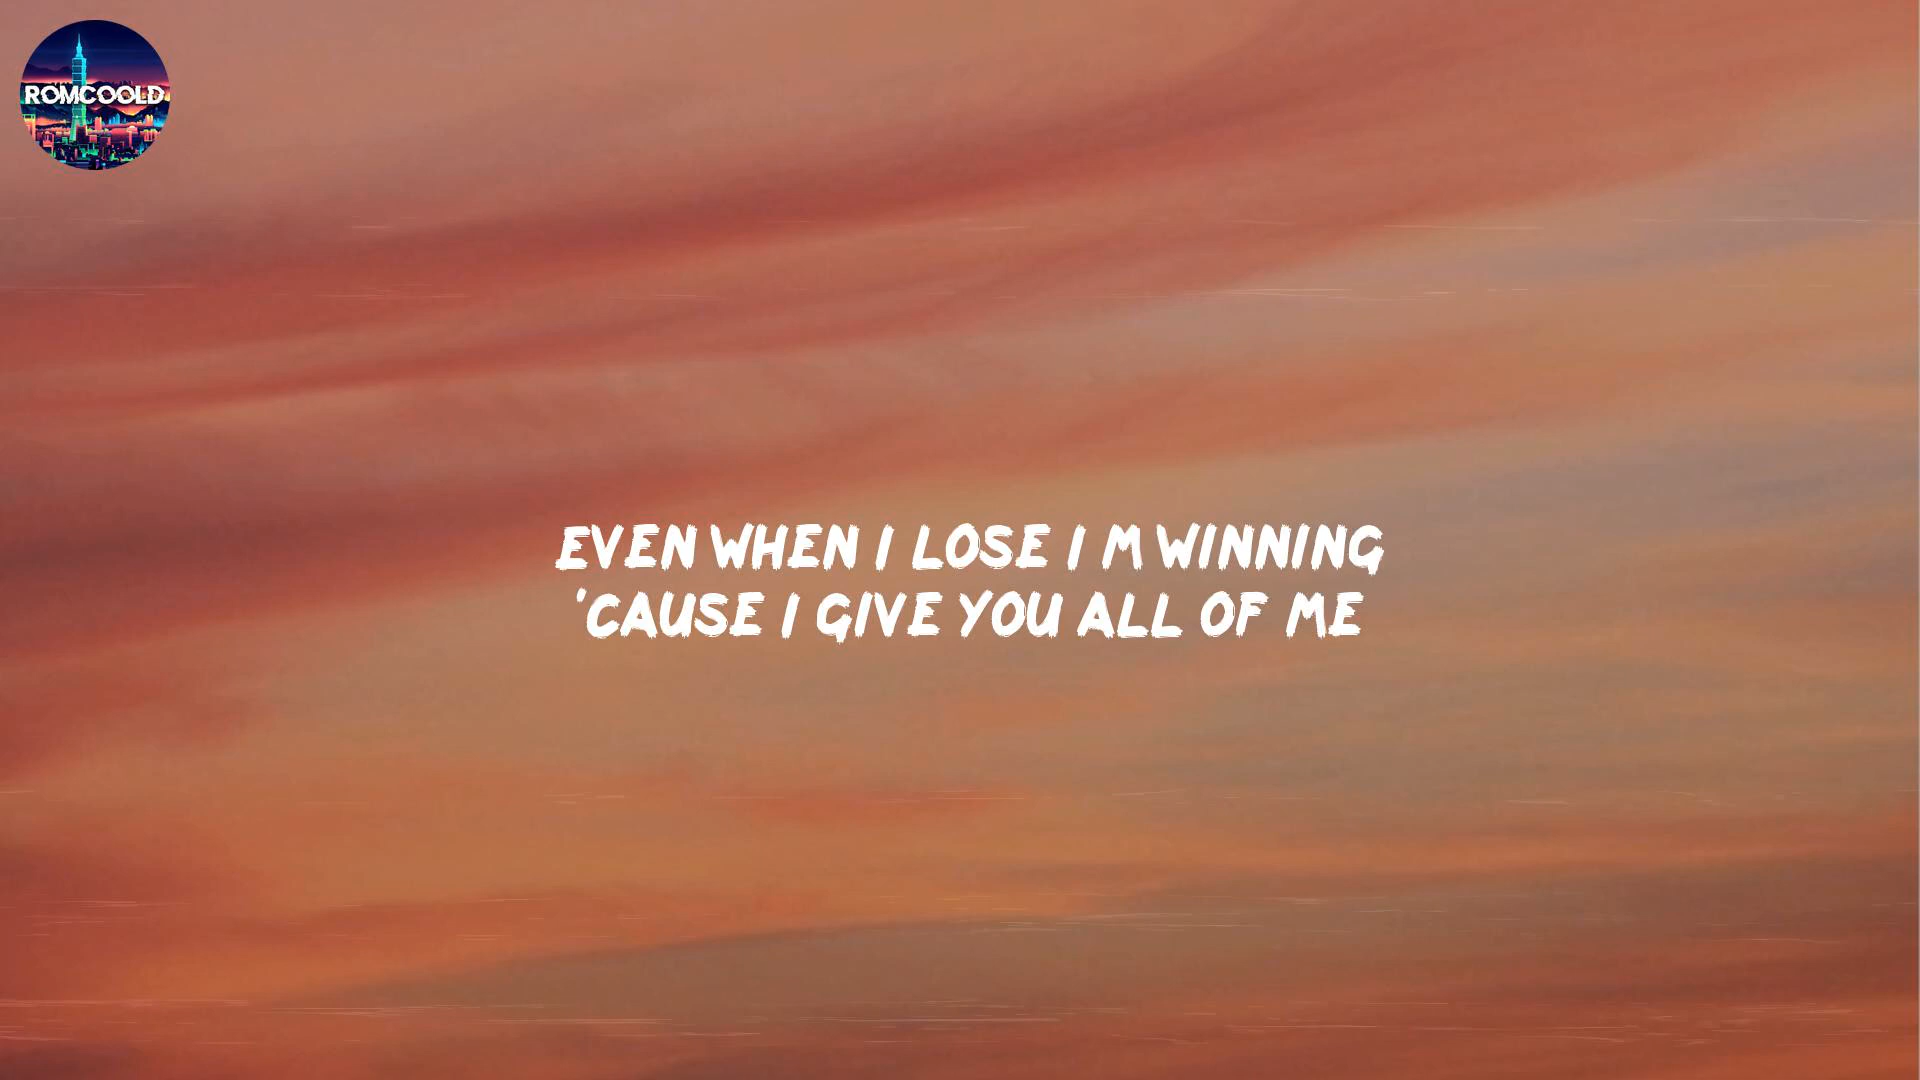 ROMCOOLD
EVEN WHEN I LOSE I M WINNING
'CAUSE I GIVE YOU ALL OF ME